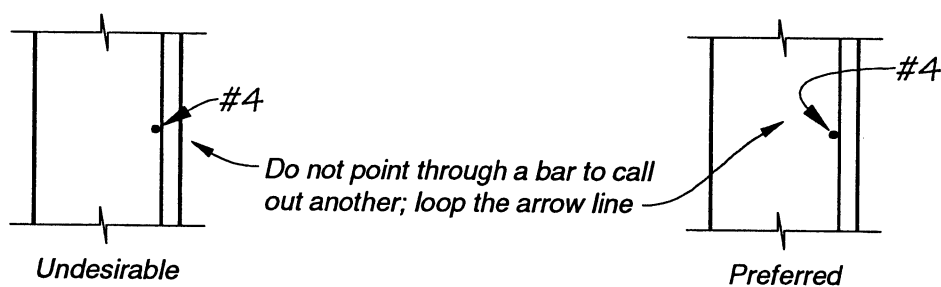 #4
#4
Do not point through a bar to call
out another; loop the arrow line
Undesirable
Preferred